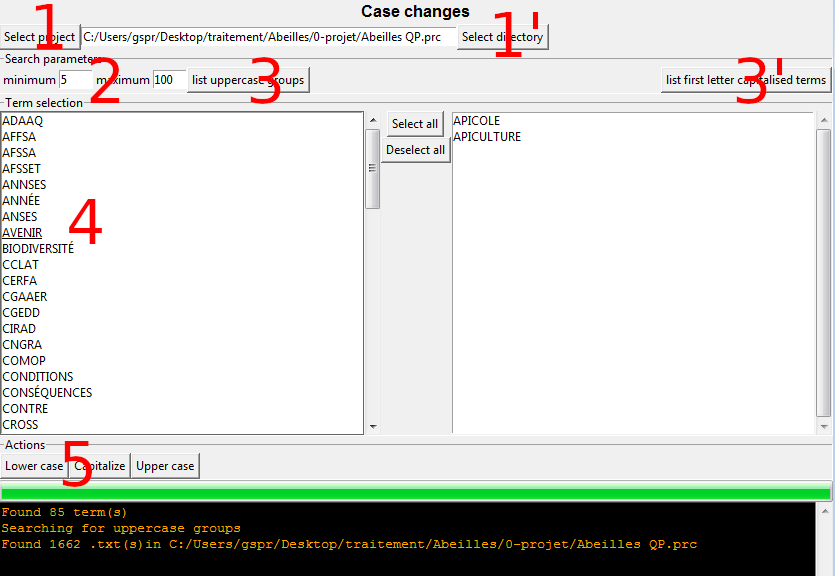 Case changes
1 1'
Select project C:/Users/gspr/Desktop/traitement/Abeilles/0-projet/Abeilles QP.prc Select directory
Search parameters
2 3 3'
minimum 5 maximum 100 list uppercase groups list first letter capitalised terms
Term selection
ADAAQ Select all APICOLE
AFFSA APICULTURE
AFSSA Deselect all
AFSSET
ANNSES
ANNÉE
ANSES
4
AVENIR
BIODIVERSITÉ
CCLAT
CERFA
CGAAER
CGEDD
CIRAD
CNGRA
COMOP
CONDITIONS
CONSÉQUENCES
CONTRE
CROSS
Actions
5
Lower case Capitalize Upper case
Found 85 term(s)
Searching for uppercase groups
Found 1662 .txt(s)in C:/Users/gspr/Desktop/traitement/Abeilles/0-projet/Abeilles QP.prc